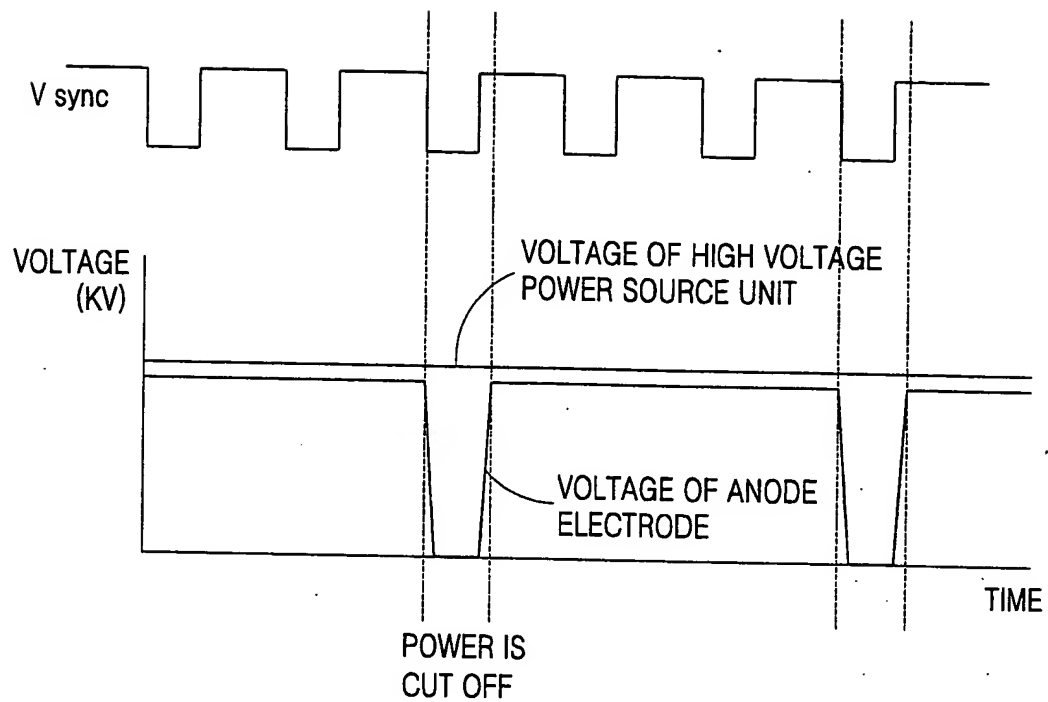 V sync
VOLTAGE
(KV)
VOLTAGE OF HIGH VOLTAGE
POWER SOURCE UNIT
VOLTAGE OF ANODE
ELECTRODE
TIME
POWER IS
CUT OFF